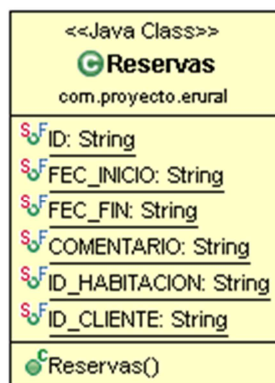 <<Java Class>>
C Reservas
com.proyecto.erural
S F ID: String
S F FEC_INICIO: String
S F FEC_FIN: String
S F COMENTARIO: String
S F ID_HABITACION: String
S F ID_CLIENTE: String
C Reservas()